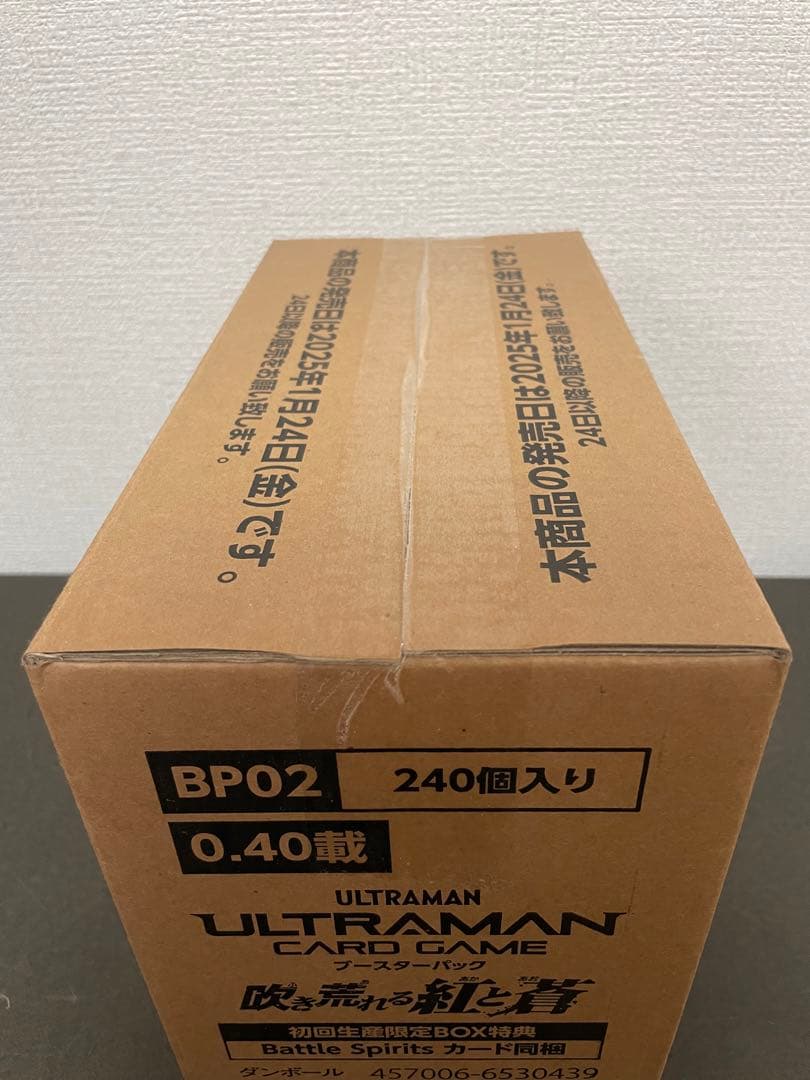 本商品の発売日は2025年1月24日(金)です。
24日以降の販売をお願い致します。
本商品の発売日は2025年1月24日(金)です。
24日以降の販売をお願い致します。
BP02 240個入り
0.40載
ULTRAMAN
ULTRAMAN
CARD GAME
ブースターパック
吹き荒れる紅と蒼
初回生産限定BOX特典
Battle Spirits カード同梱
ダンボール 457006-6530439